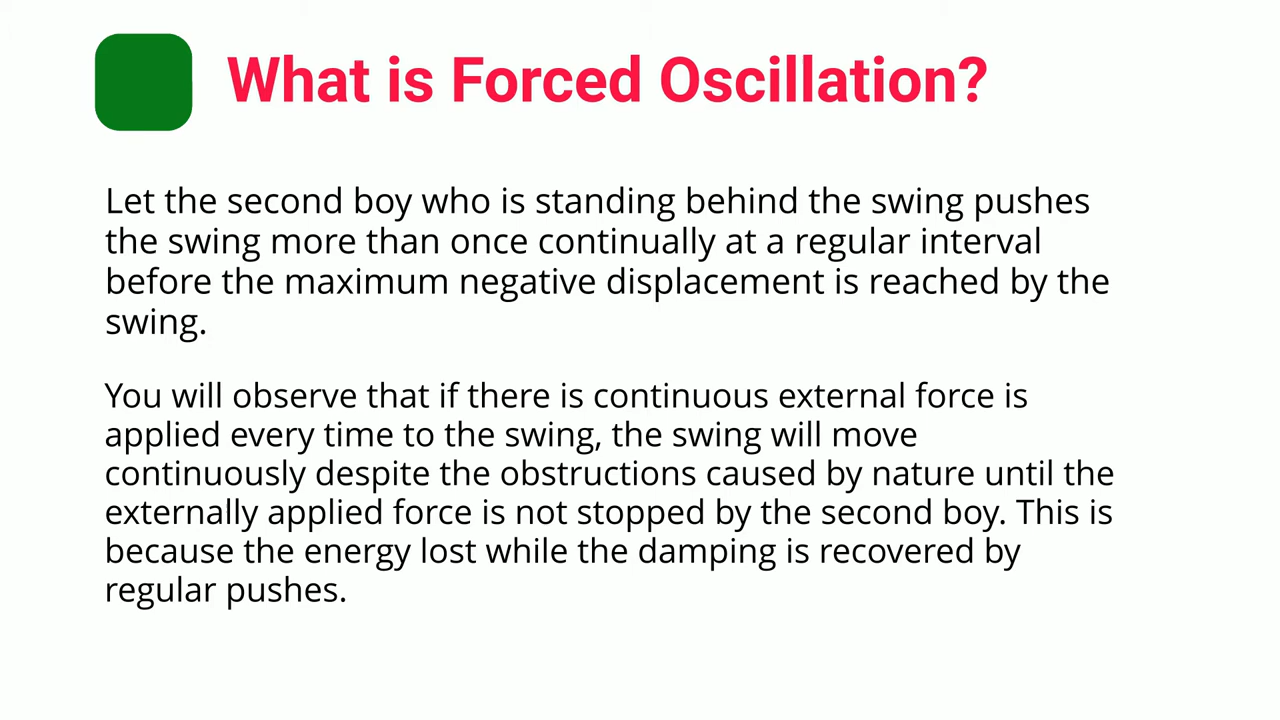 What is Forced Oscillation?
Let the second boy who is standing behind the swing pushes
the swing more than once continually at a regular interval
before the maximum negative displacement is reached by the
swing.
You will observe that if there is continuous external force is
applied every time to the swing, the swing will move
continuously despite the obstructions caused by nature until the
externally applied force is not stopped by the second boy. This is
because the energy lost while the damping is recovered by
regular pushes.